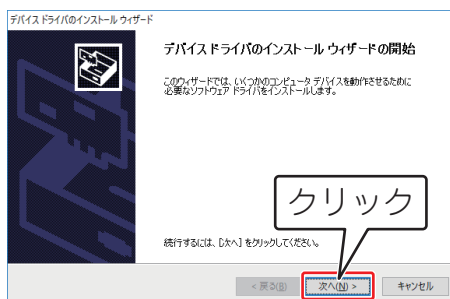 デバイス ドライバのインストール ウィザード
デバイス ドライバのインストール ウィザードの開始
このウィザードでは、いくつかのコンピュータ デバイスを動作させるために
必要なソフトウェア ドライバをインストールします。
クリック
続行するには、[次へ] をクリックしてください。
< 戻る(B)
次へ(N) >
キャンセル